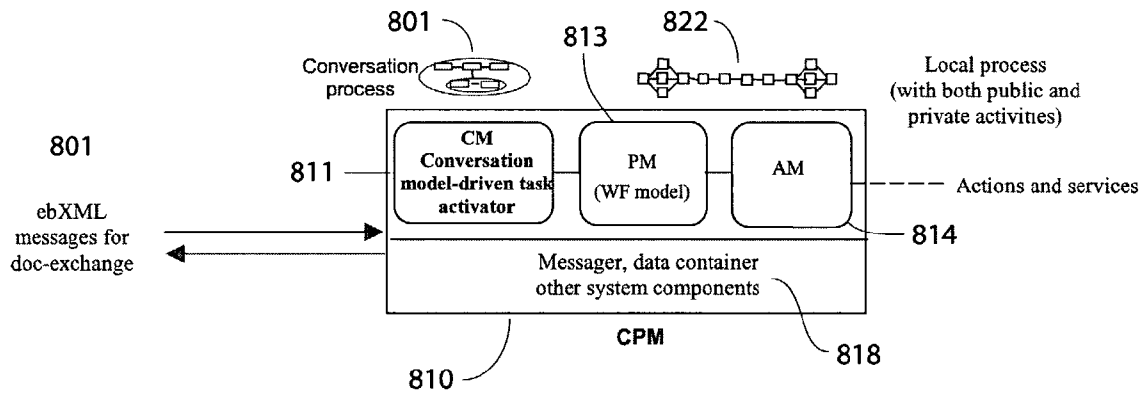 801
813
822
Conversation
process
Local process
(with both public and
private activities)
801
811
CM
Conversation
model-driven task
activator
PM
(WF model)
AM
Actions and services
ebXML
messages for
doc-exchange
814
Messager, data container
other system components
CPM
818
810